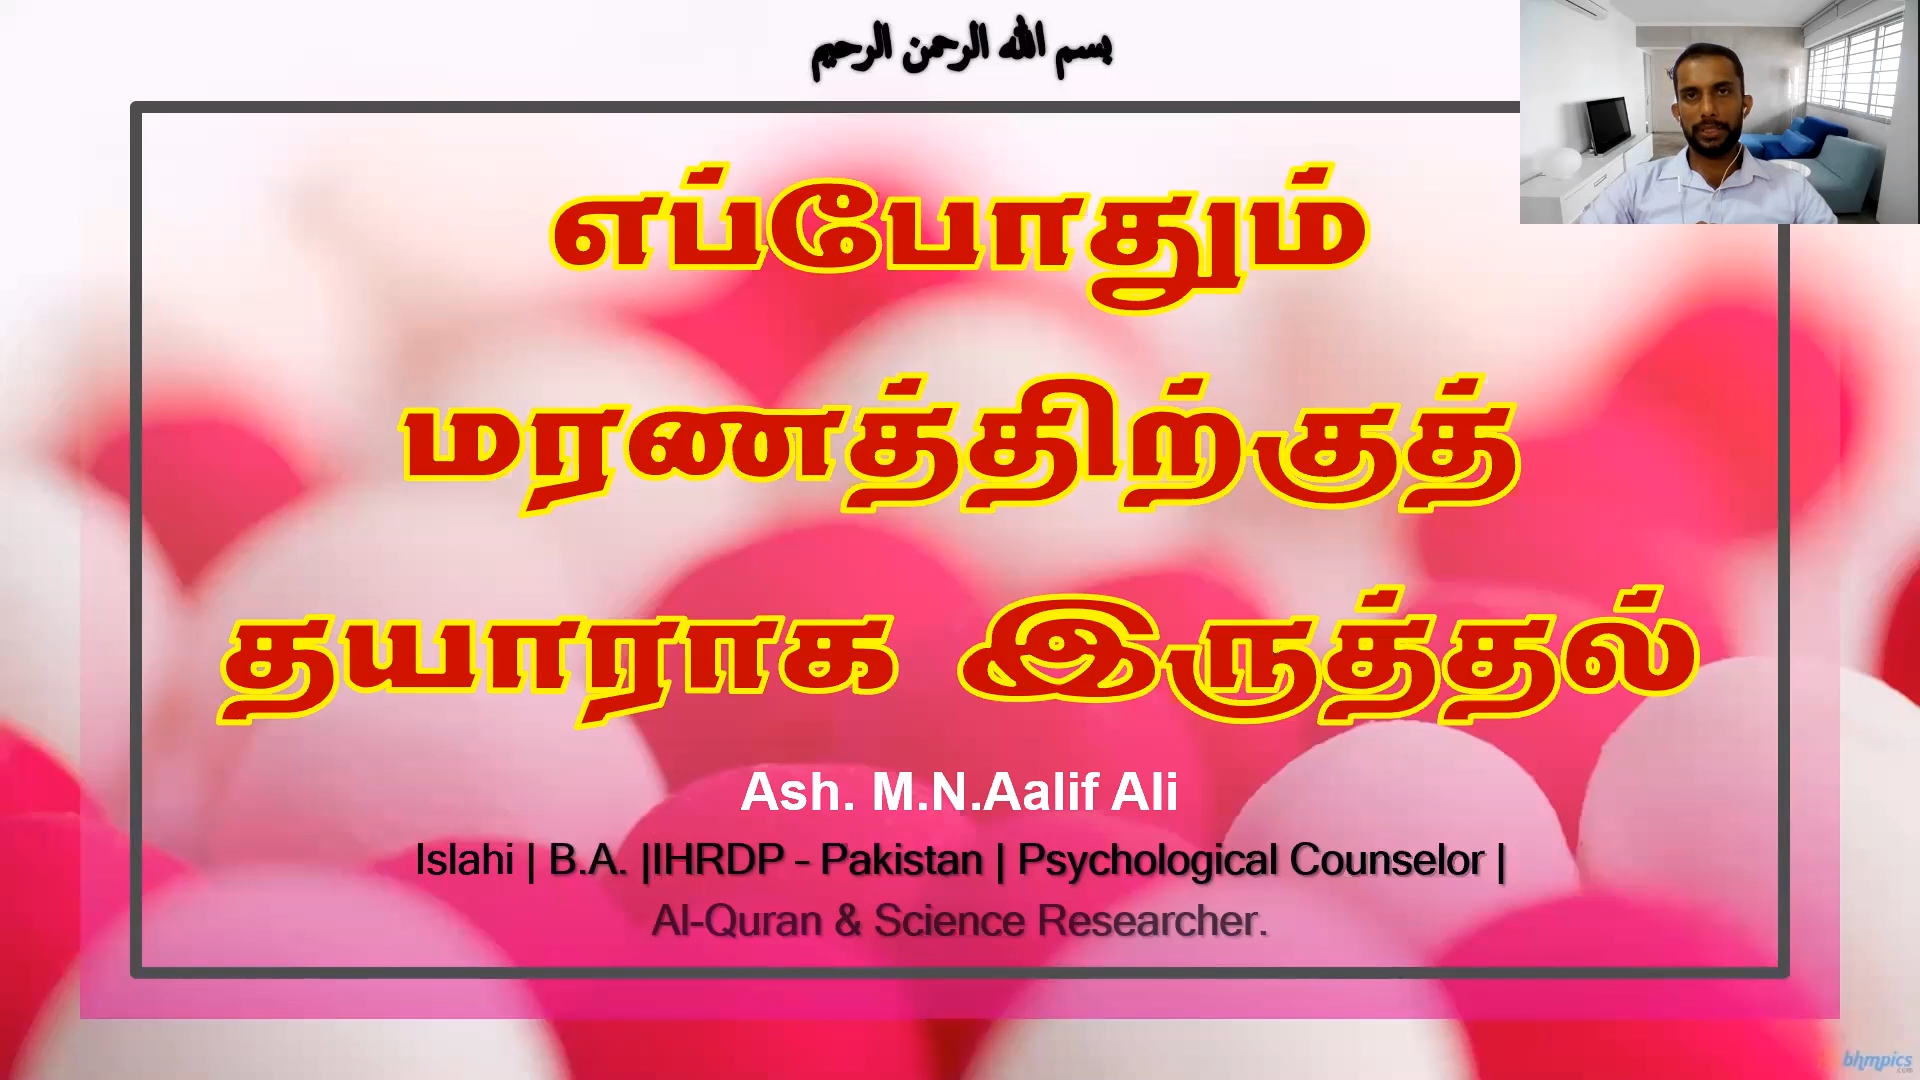 بسم الله الرحمن الرحيم
எப்போதும்
மரணத்திற்குத்
தயாராக இருத்தல்
Ash. M.N.Aalif Ali
Islahi | B.A. |IHRDP – Pakistan | Psychological Counselor |
Al-Quran & Science Researcher.
bhmpics
.com